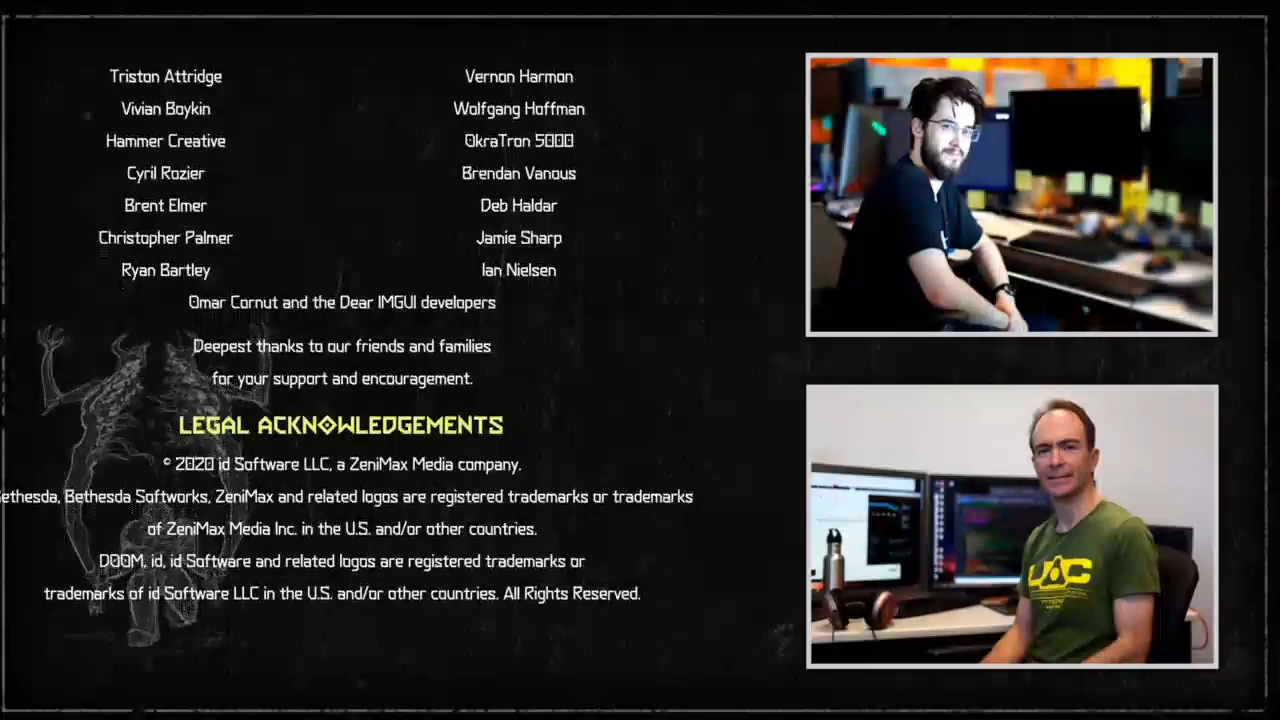 Triston Attridge
Vernon Harmon
Vivian Boykin
Wolfgang Hoffman
Hammer Creative
OkraTron 5000
Cyril Rozier
Brendan Vanous
Brent Elmer
Deb Haldar
Christopher Palmer
Jamie Sharp
Ryan Bartley
Ian Nielsen
Omar Cornut and the Dear IMGUI developers
Deepest thanks to our friends and families
for your support and encouragement.
LEGAL ACKNOWLEDGEMENTS
© 2020 id Software LLC, a ZeniMax Media company.
ethesda, Bethesda Softworks, ZeniMax and related logos are registered trademarks or trademarks
of ZeniMax Media Inc. in the U.S. and/or other countries.
DOOM, id, id Software and related logos are registered trademarks or
trademarks of id Software LLC in the U.S. and/or other countries. All Rights Reserved.
UAC